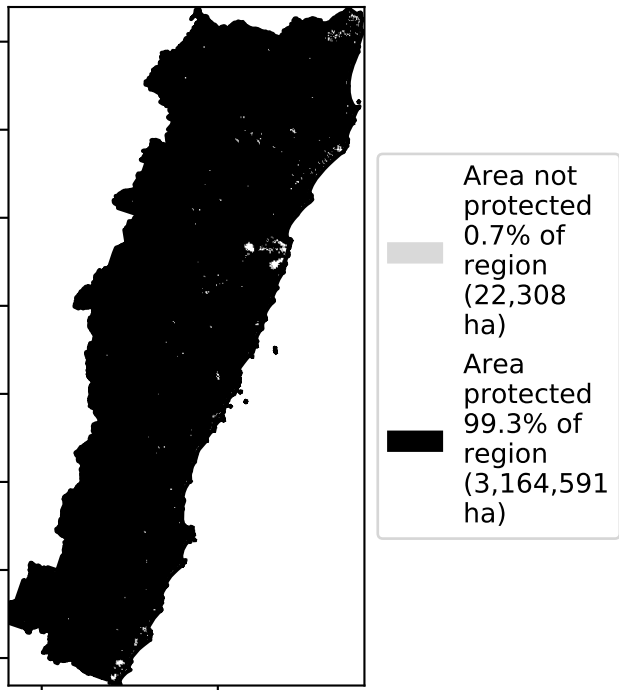 Area not
protected
0.7% of
region
(22,308
ha)
Area
protected
99.3% of
region
(3,164,591
ha)